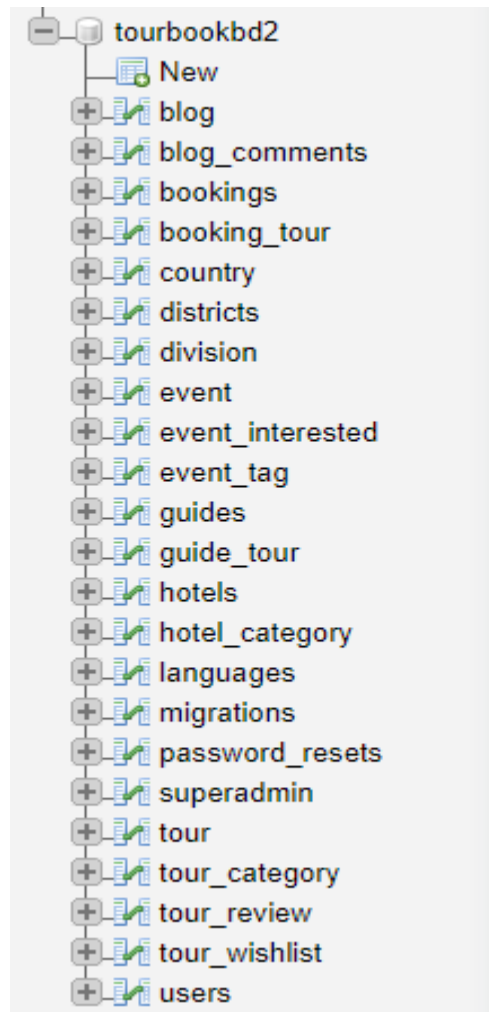 tourbookbd2
New
blog
blog_comments
bookings
booking_tour
country
districts
division
event
event_interested
event_tag
guides
guide_tour
hotels
hotel_category
languages
migrations
password_resets
superadmin
tour
tour_category
tour_review
tour_wishlist
users